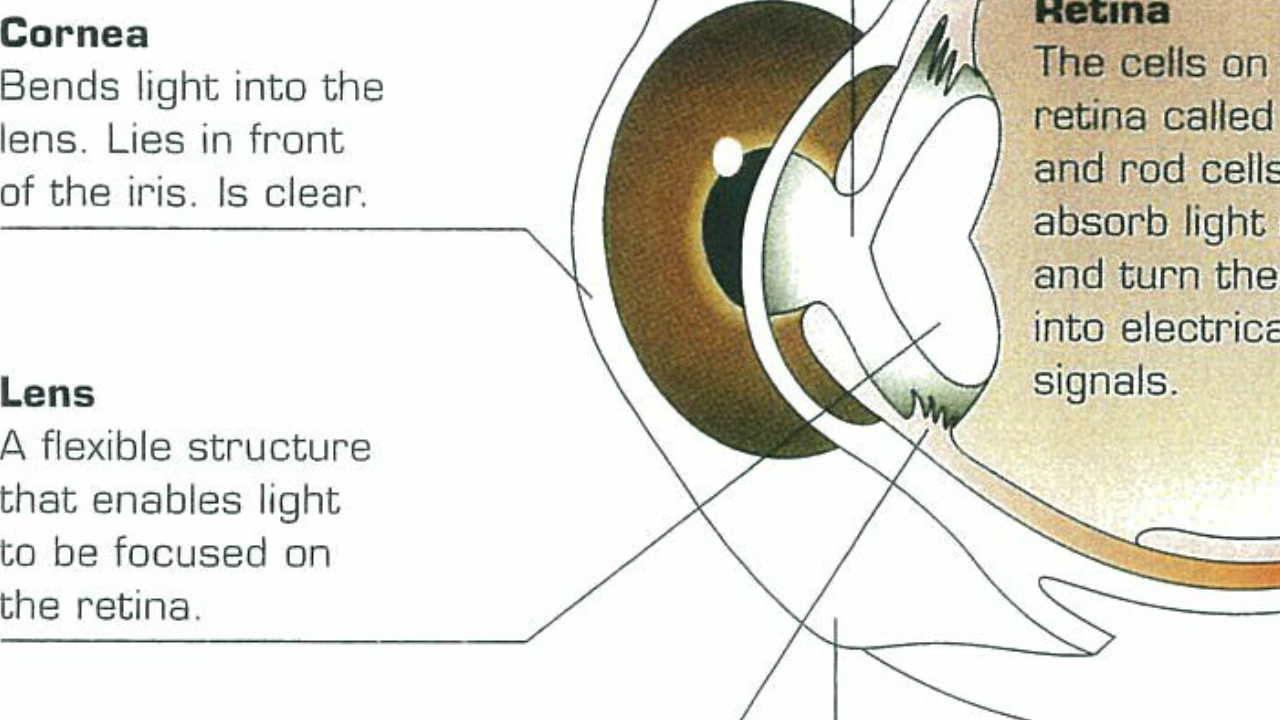 Cornea
Bends light into the
lens. Lies in front
of the iris. Is clear.
Lens
A flexible structure
that enables light
to be focused on
the retina.
Retina
The cells on
retina called
and rod cells
absorb light
and turn the
into electrica
signals.